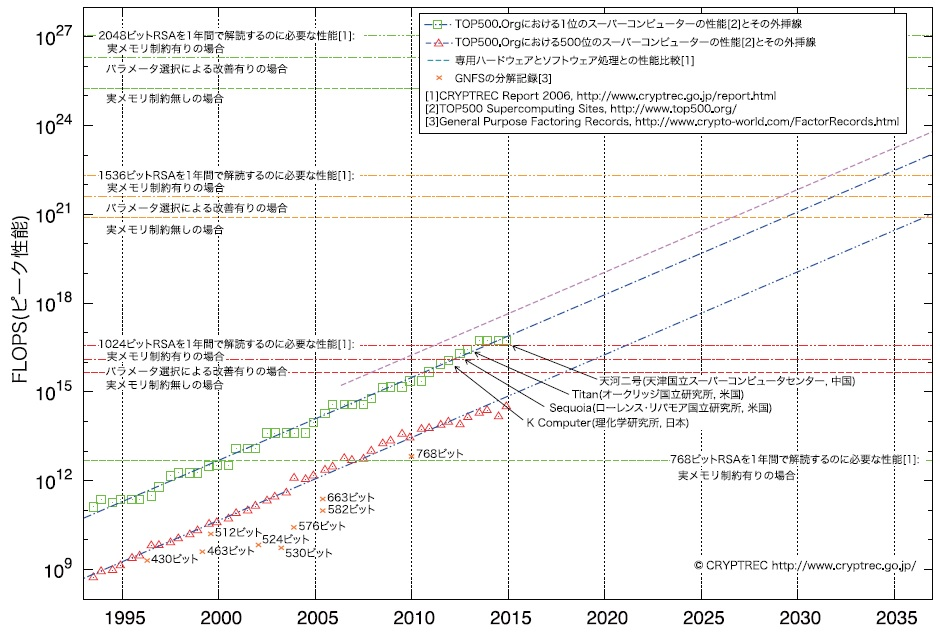 TOP500.Orgにおける1位のスーパーコンピューターの性能[2]とその外挿線
TOP500.Orgにおける500位のスーパーコンピューターの性能[2]とその外挿線
専用ハードウェアとソフトウェア処理との性能比較[1]
GNFSの分解記録[3]
[1]CRYPTREC Report 2006, http://www.cryptrec.go.jp/report.html
[2]TOP500 Supercomputing Sites, http://www.top500.org/
[3]General Purpose Factoring Records, http://www.crypto-world.com/FactorRecords.html
FLOPS(ピーク性能)
10²⁷
10²⁴
10²¹
10¹⁸
10¹⁵
10¹²
10⁹
2048ビットRSAを1年間で解読するのに必要な性能[1]:
実メモリ制約有りの場合
パラメータ選択による改善有りの場合
実メモリ制約無しの場合
1536ビットRSAを1年間で解読するのに必要な性能[1]:
実メモリ制約有りの場合
パラメータ選択による改善有りの場合
実メモリ制約無しの場合
1024ビットRSAを1年間で解読するのに必要な性能[1]:
実メモリ制約有りの場合
パラメータ選択による改善有りの場合
実メモリ制約無しの場合
天河二号(天津国立スーパーコンピュータセンター, 中国)
Titan(オークリッジ国立研究所, 米国)
Sequoia(ローレンス・リバモア国立研究所, 米国)
K Computer(理化学研究所, 日本)
768ビットRSAを1年間で解読するのに必要な性能[1]:
実メモリ制約有りの場合
768ビット
663ビット
582ビット
576ビット
512ビット
524ビット
530ビット
463ビット
430ビット
© CRYPTREC http://www.cryptrec.go.jp/
1995
2000
2005
2010
2015
2020
2025
2030
2035